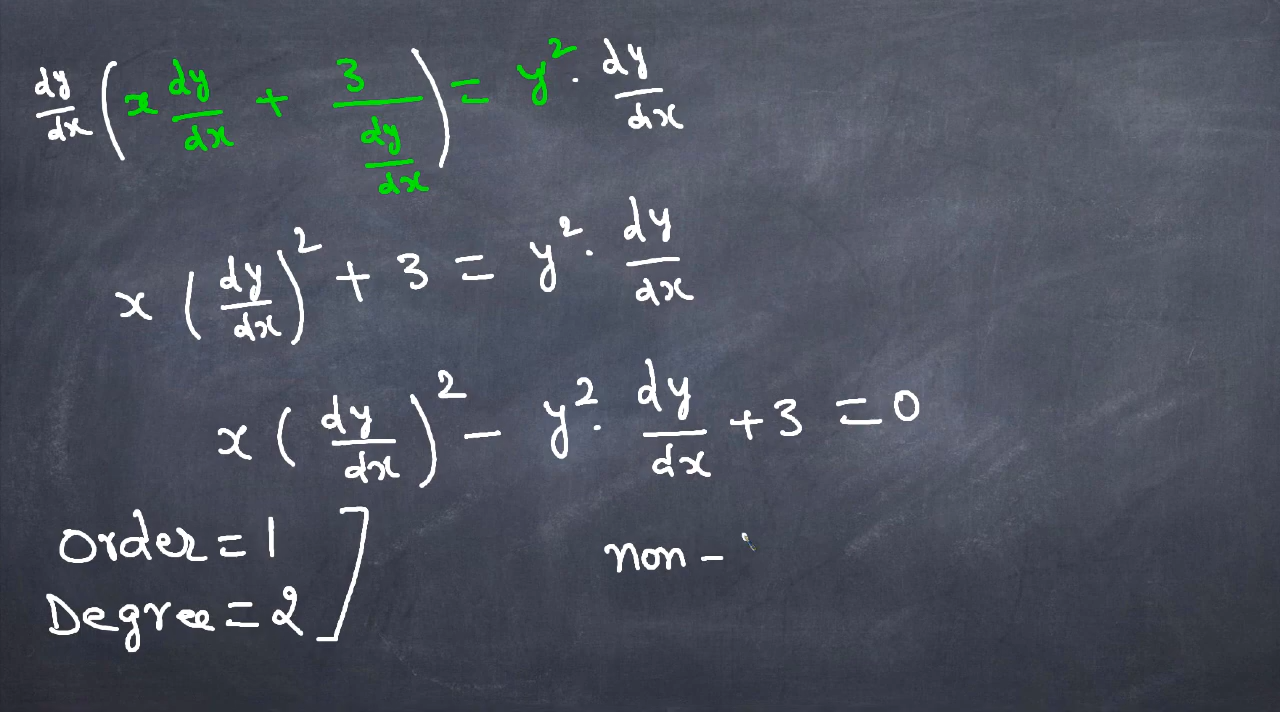 dy/dx (x dy/dx + 3/(dy/dx)) = y² · dy/dx
x (dy/dx)² + 3 = y² · dy/dx
x (dy/dx)² - y² · dy/dx + 3 = 0
Order = 1
Degree = 2 ]
non -